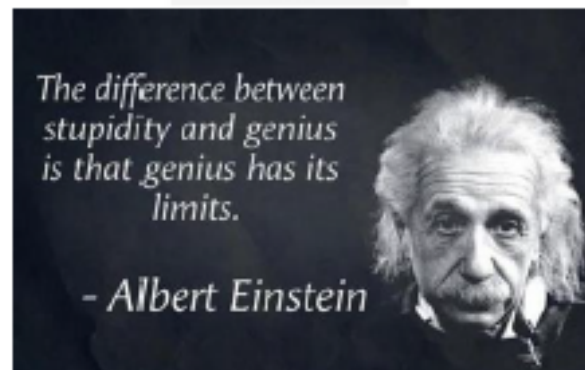 The difference between
stupidity and genius
is that genius has its
limits.
- Albert Einstein